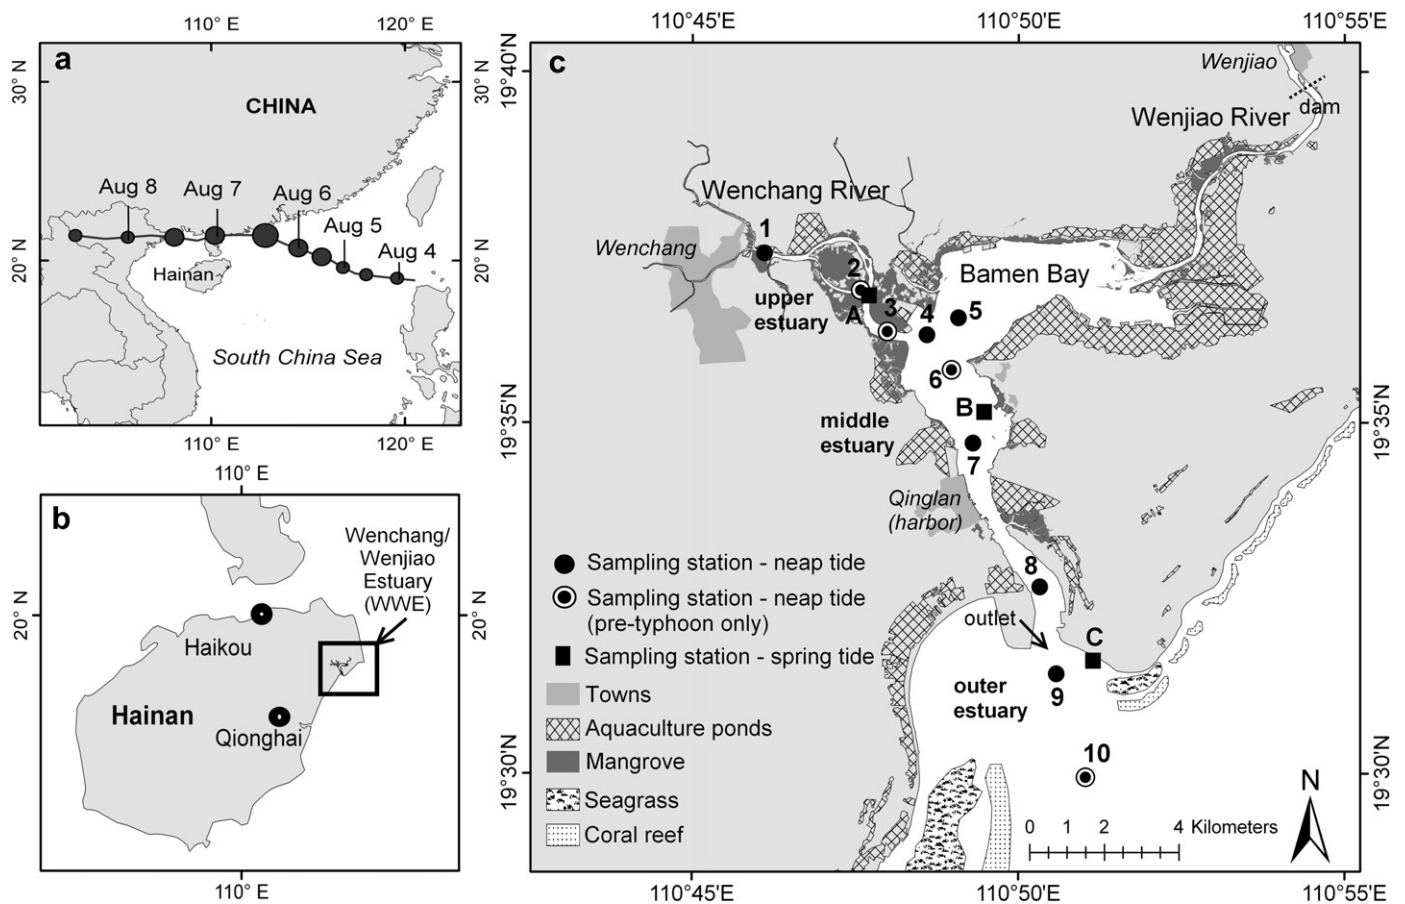 110° E
120° E
a
30° N
30° N
CHINA
Aug 8
Aug 7
Aug 6
Aug 5
Aug 4
20° N
20° N
Hainan
South China Sea
110° E
120° E
110° E
b
Wenchang/
Wenjiao
Estuary
(WWE)
20° N
20° N
Haikou
Hainan
Qionghai
110° E
110°45'E
110°50'E
110°55'E
c
19°40'N
Wenjiao
dam
Wenjiao River
Wenchang River
1
Wenchang
Bamen Bay
2
upper
estuary
A
3
4
5
6
B
19°35'N
19°35'N
middle
estuary
7
Qinglan
(harbor)
8
outlet
C
9
outer
estuary
10
Sampling station - neap tide
Sampling station - neap tide
(pre-typhoon only)
Sampling station - spring tide
Towns
Aquaculture ponds
Mangrove
Seagrass
Coral reef
19°30'N
19°30'N
N
0 1 2 4 Kilometers
110°45'E
110°50'E
110°55'E